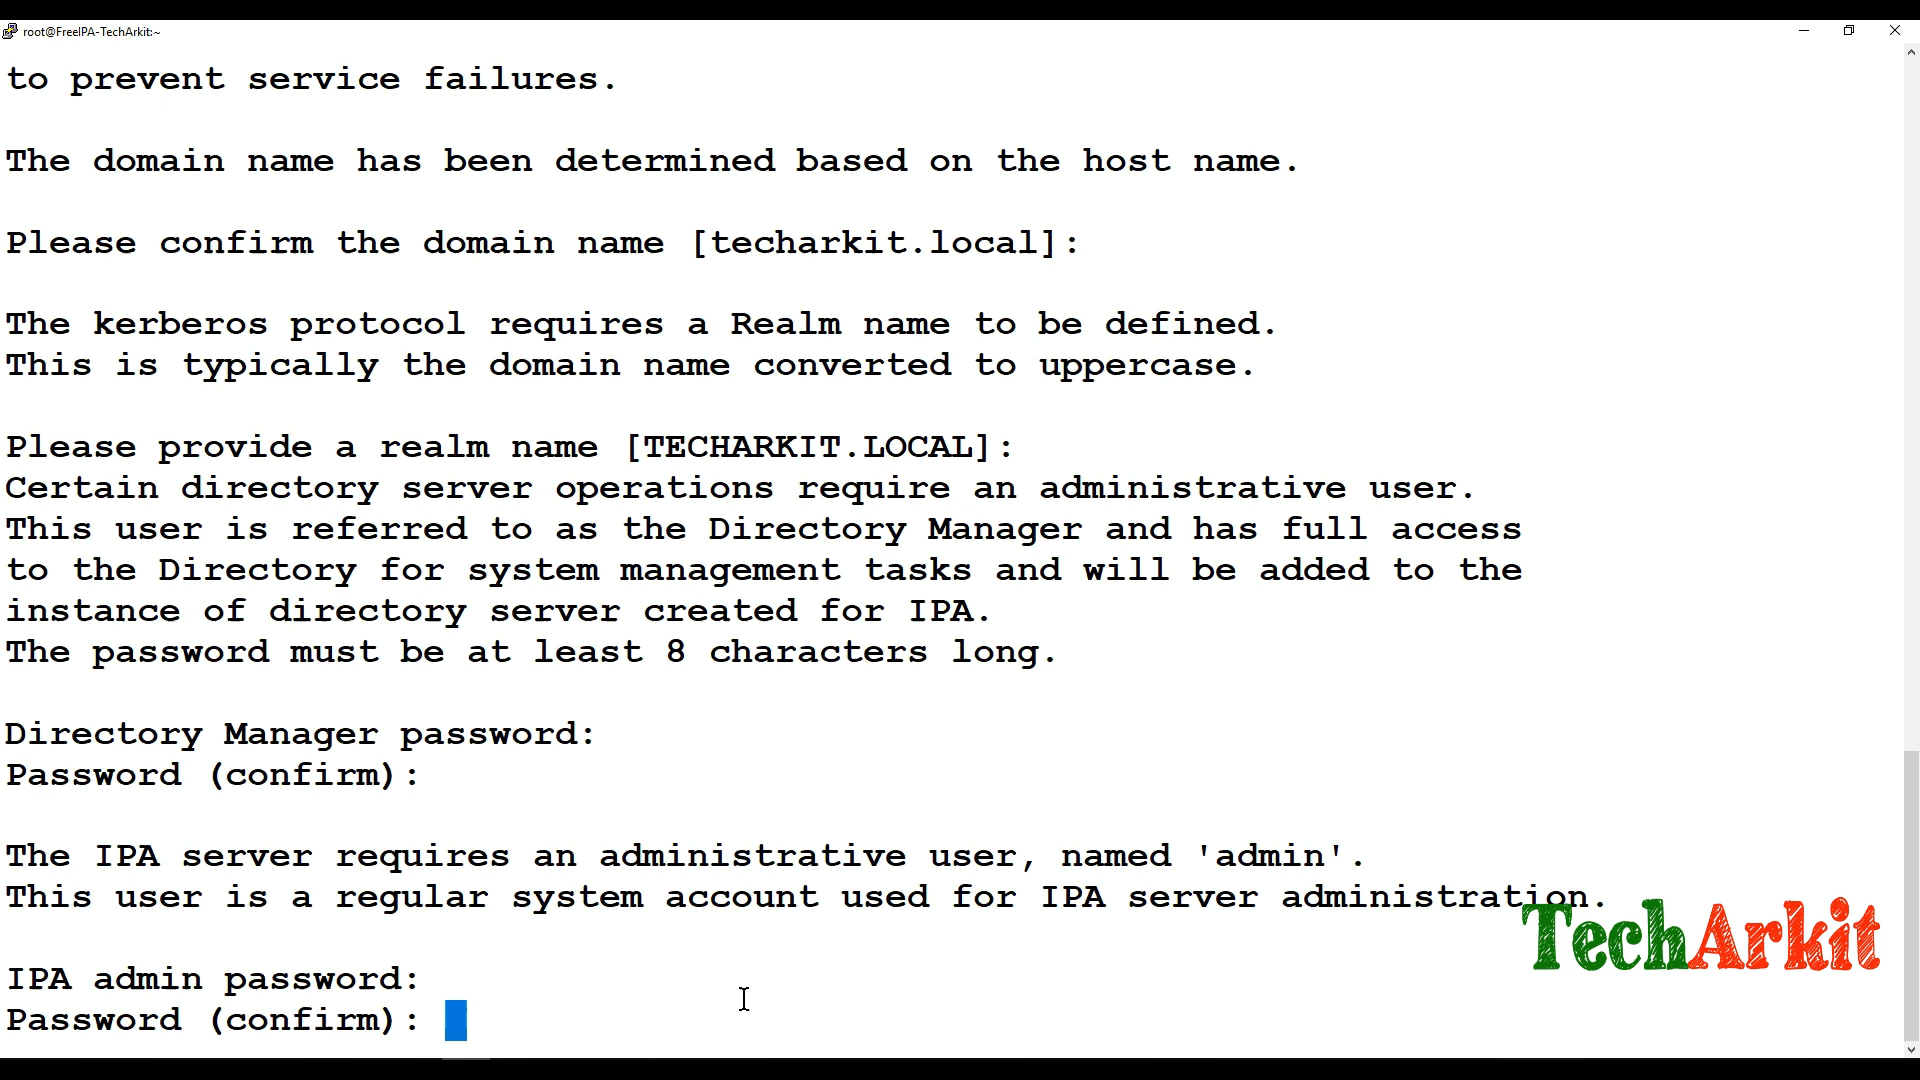 root@FreeIPA-TechArkit:~
to prevent service failures.
The domain name has been determined based on the host name.
Please confirm the domain name [techarkit.local]:
The kerberos protocol requires a Realm name to be defined.
This is typically the domain name converted to uppercase.
Please provide a realm name [TECHARKIT.LOCAL]:
Certain directory server operations require an administrative user.
This user is referred to as the Directory Manager and has full access
to the Directory for system management tasks and will be added to the
instance of directory server created for IPA.
The password must be at least 8 characters long.
Directory Manager password:
Password (confirm):
The IPA server requires an administrative user, named 'admin'.
This user is a regular system account used for IPA server administration.
TechArkit
IPA admin password:
Password (confirm):